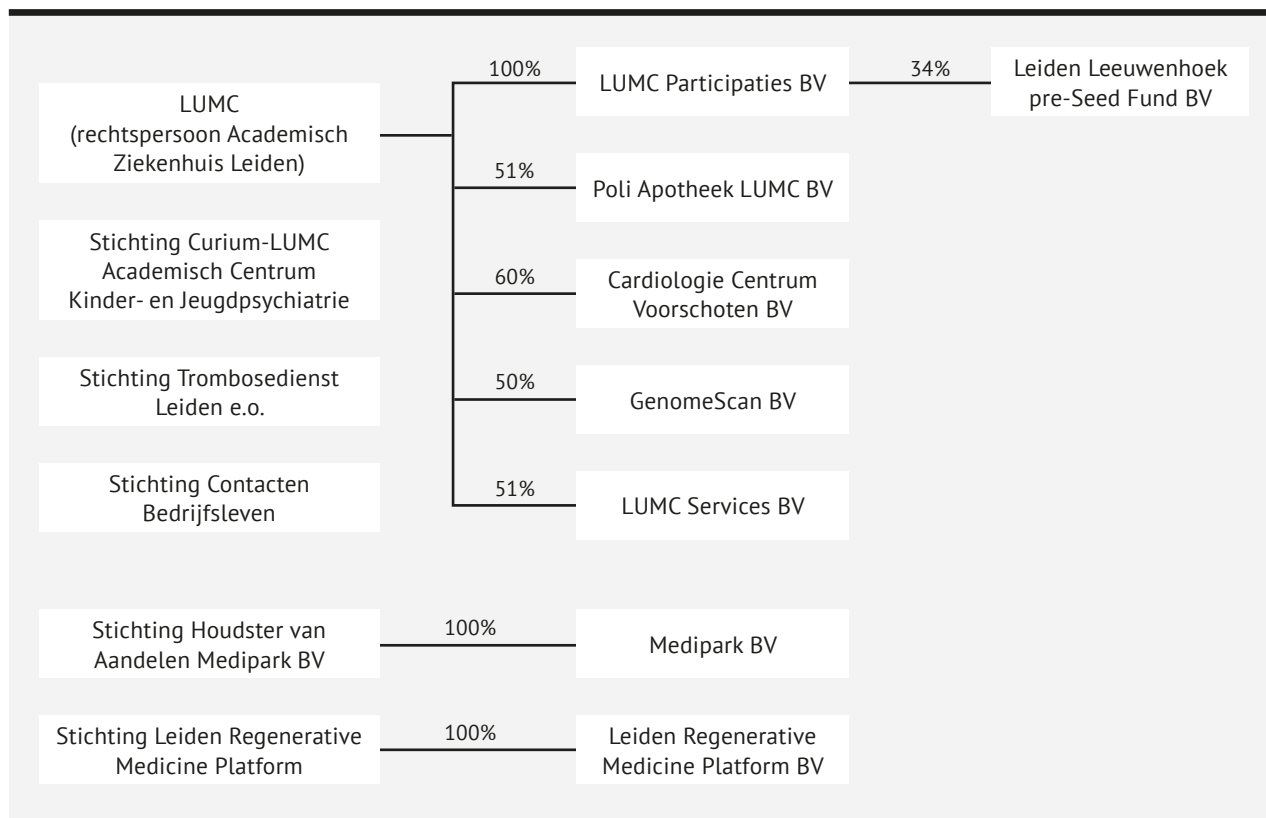 100%
LUMC Participaties BV
34%
Leiden Leeuwenhoek
pre-Seed Fund BV
LUMC
(rechtspersoon Academisch
Ziekenhuis Leiden)
51%
Poli Apotheek LUMC BV
Stichting Curium-LUMC
Academisch Centrum
Kinder- en Jeugdpsychiatrie
60%
Cardiologie Centrum
Voorschoten BV
Stichting Trombosedienst
Leiden e.o.
50%
GenomeScan BV
Stichting Contacten
Bedrijfsleven
51%
LUMC Services BV
Stichting Houdster van
Aandelen Medipark BV
100%
Medipark BV
Stichting Leiden Regenerative
Medicine Platform
100%
Leiden Regenerative
Medicine Platform BV